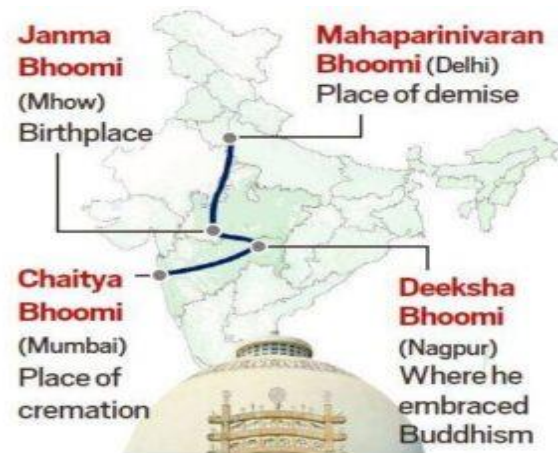 Janma
Bhoomi
(Mhow)
Birthplace
Mahaparinivaran
Bhoomi (Delhi)
Place of demise
Chaitya
Bhoomi
(Mumbai)
Place of
cremation
Deeksha
Bhoomi
(Nagpur)
Where he
embraced
Buddhism